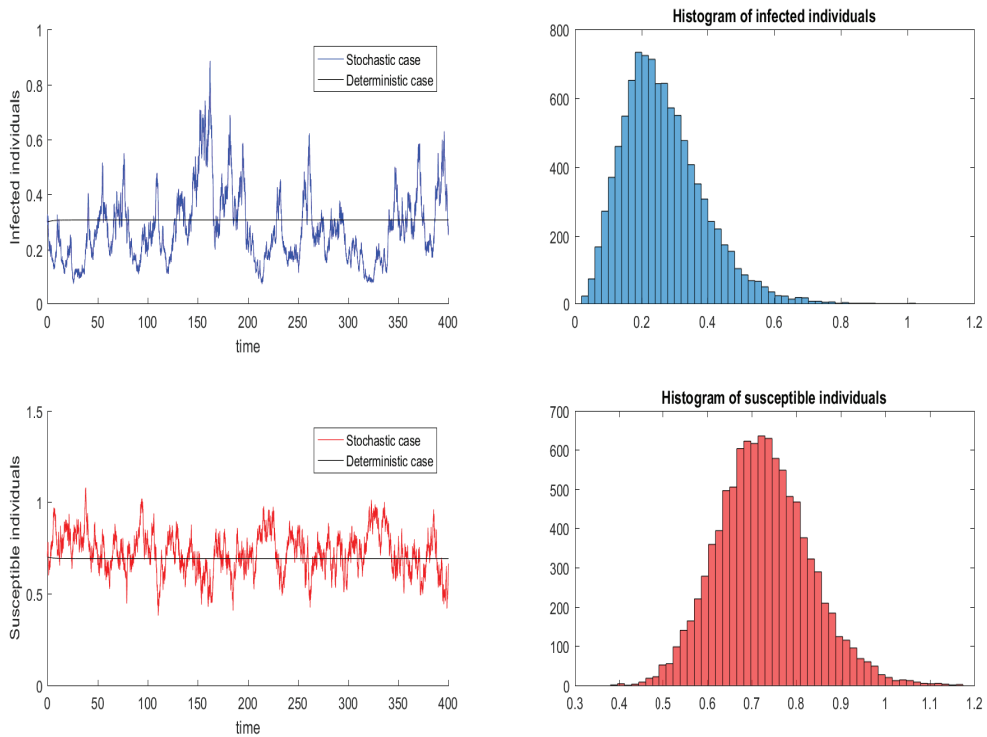 Infected individuals
1
0.8
0.6
0.4
0.2
0
Stochastic case
Deterministic case
0 50 100 150 200 250 300 350 400
time
Histogram of infected individuals
800
600
400
200
0
0 0.2 0.4 0.6 0.8 1 1.2
Susceptible individuals
1.5
1
0.5
0
Stochastic case
Deterministic case
0 50 100 150 200 250 300 350 400
time
Histogram of susceptible individuals
700
600
500
400
300
200
100
0
0.3 0.4 0.5 0.6 0.7 0.8 0.9 1 1.1 1.2